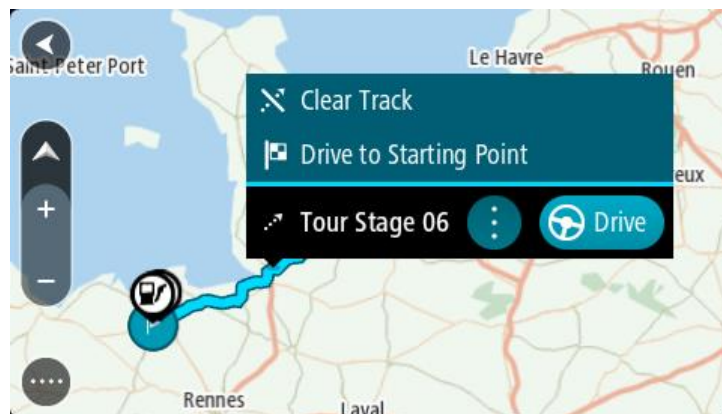 Saint Peter Port
Le Havre
Rouen
Clear Track
Drive to Starting Point
eux
Tour Stage 06
Drive
+
−
Rennes
Laval